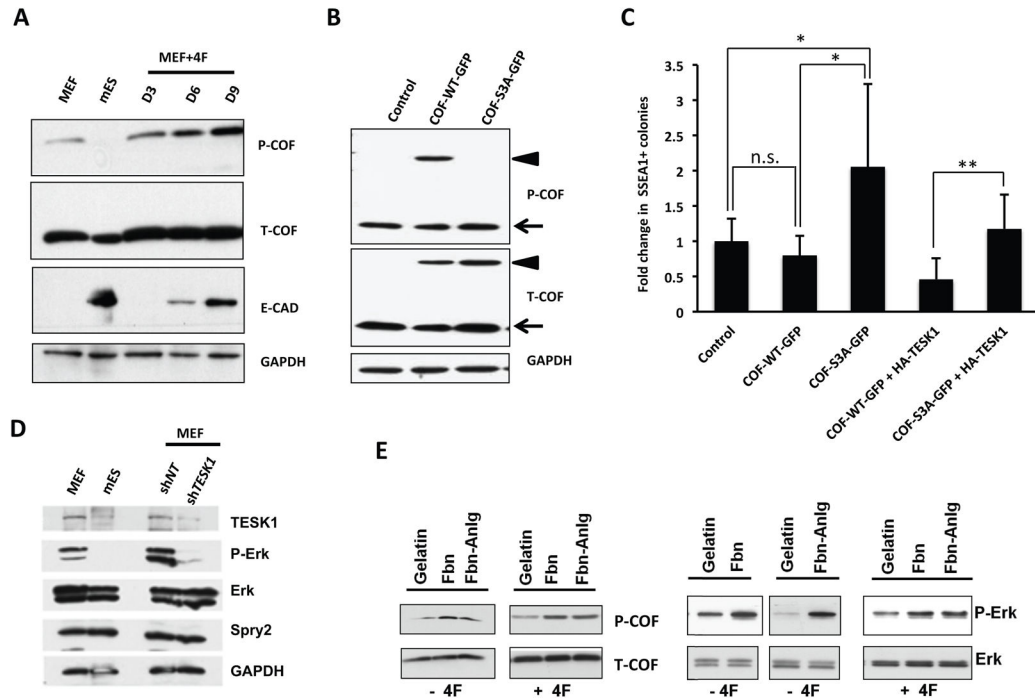 A
MEF+4F
MEF
mES
D3
D6
D9
P-COF
T-COF
E-CAD
GAPDH
B
Control
COF-WT-GFP
COF-S3A-GFP
P-COF
T-COF
GAPDH
C
Fold change in SSEA1+ colonies
4
3.5
3
2.5
2
1.5
1
0.5
0
*
*
n.s.
**
Control
COF-WT-GFP
COF-S3A-GFP
COF-WT-GFP + HA-TESK1
COF-S3A-GFP + HA-TESK1
D
MEF
MEF
mES
shNT
shTESK1
TESK1
P-Erk
Erk
Spry2
GAPDH
E
Gelatin
Fbn
Fbn-Anlg
Gelatin
Fbn
Fbn-Anlg
P-COF
T-COF
- 4F
+ 4F
Gelatin
Fbn
Gelatin
Fbn-Anlg
Gelatin
Fbn
Fbn-Anlg
P-Erk
Erk
- 4F
- 4F
+ 4F